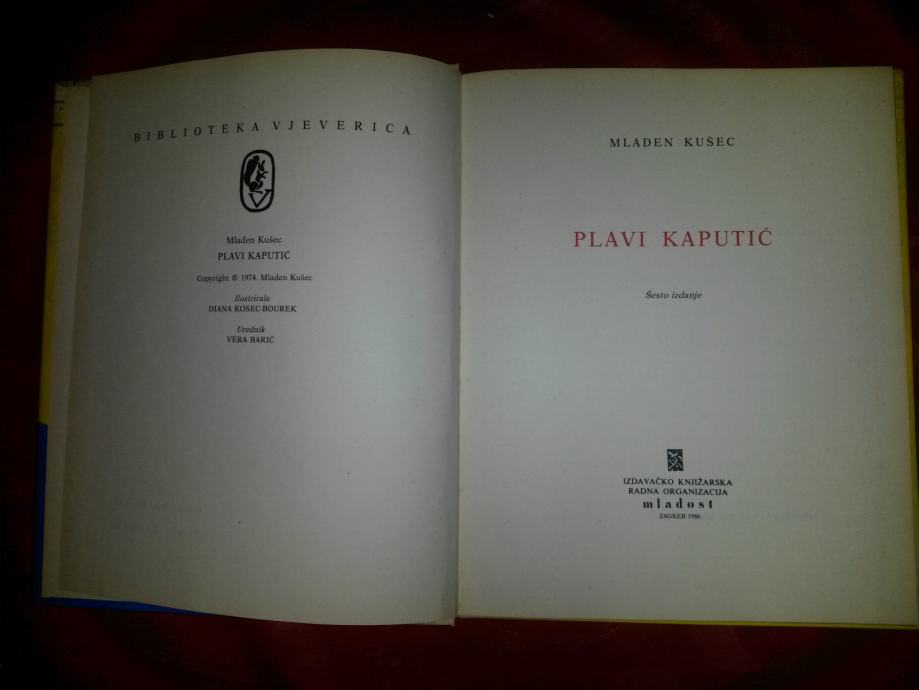 BIBLIOTEKA VJEVERICA
V
Mladen Kušec
PLAVI KAPUTIĆ
Copyright © 1974. Mladen Kušec
Ilustrirala
DIANA KOSEC-BOUREK
Urednik
VERA BARIĆ
MLADEN KUŠEC
PLAVI KAPUTIĆ
Šesto izdanje
IZDAVAČKO KNJIŽARSKA
RADNA ORGANIZACIJA
mladost
ZAGREB 1986